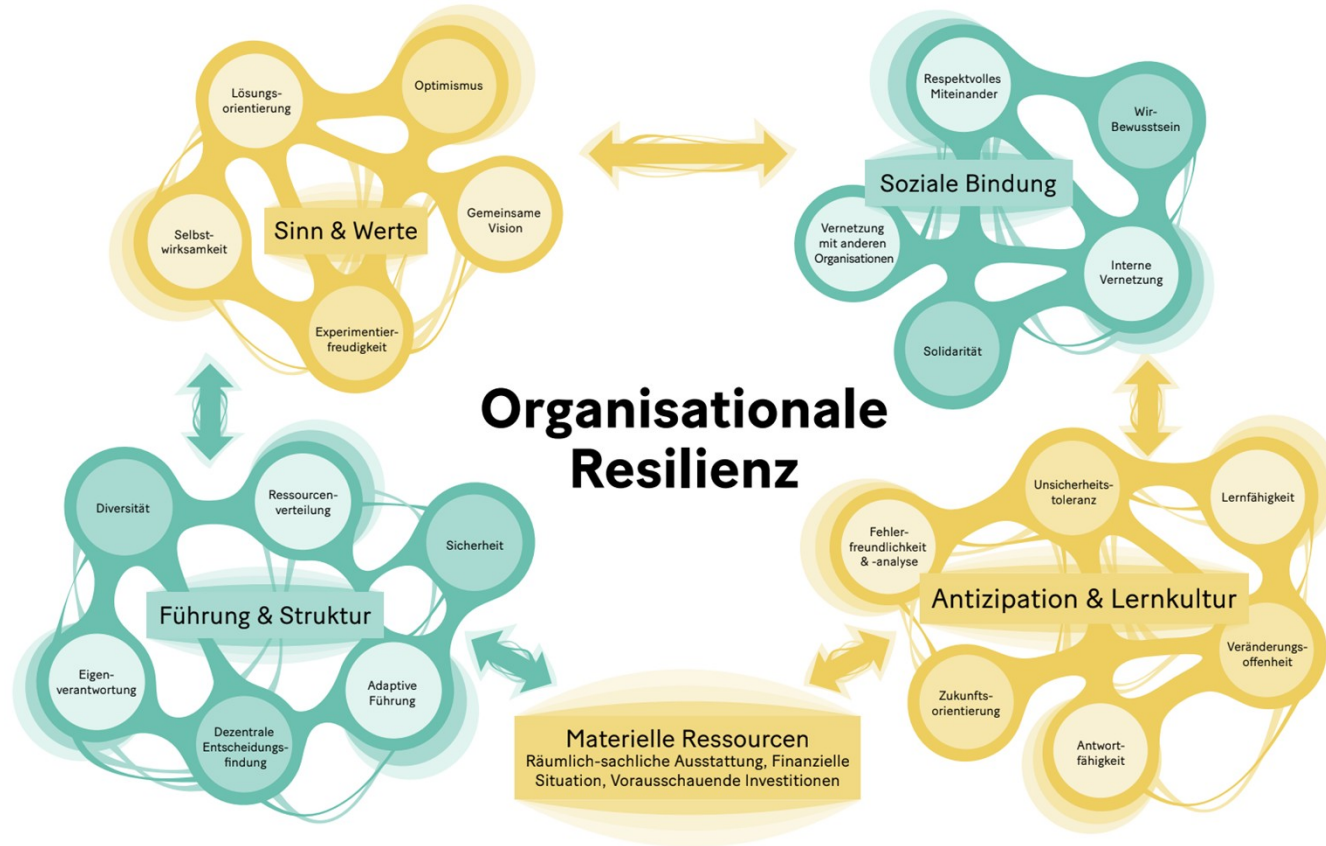 Lösungs-
orientierung
Optimismus
Selbst-
wirksamkeit
Sinn & Werte
Gemeinsame
Vision
Experimentier-
freudigkeit
Respektvolles
Miteinander
Wir-
Bewusstsein
Soziale Bindung
Vernetzung
mit anderen
Organisationen
Interne
Vernetzung
Solidarität
Organisationale
Resilienz
Diversität
Ressourcen-
verteilung
Sicherheit
Führung & Struktur
Eigen-
verantwortung
Adaptive
Führung
Dezentrale
Entscheidungs-
findung
Unsicherheits-
toleranz
Lernfähigkeit
Fehler-
freundlichkeit
& -analyse
Antizipation & Lernkultur
Veränderungs-
offenheit
Zukunfts-
orientierung
Antwort-
fähigkeit
Materielle Ressourcen
Räumlich-sachliche Ausstattung, Finanzielle
Situation, Vorausschauende Investitionen